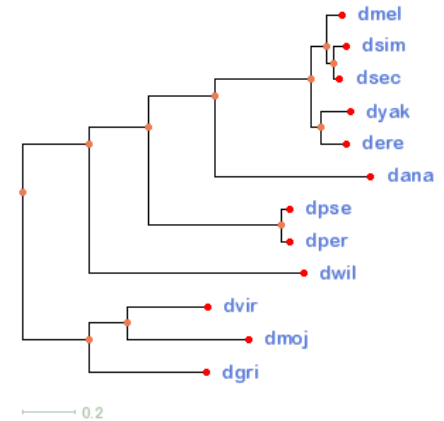 dmel
dsim
dsec
dyak
dere
dana
dpse
dper
dwil
dvir
dmoj
dgri
0.2